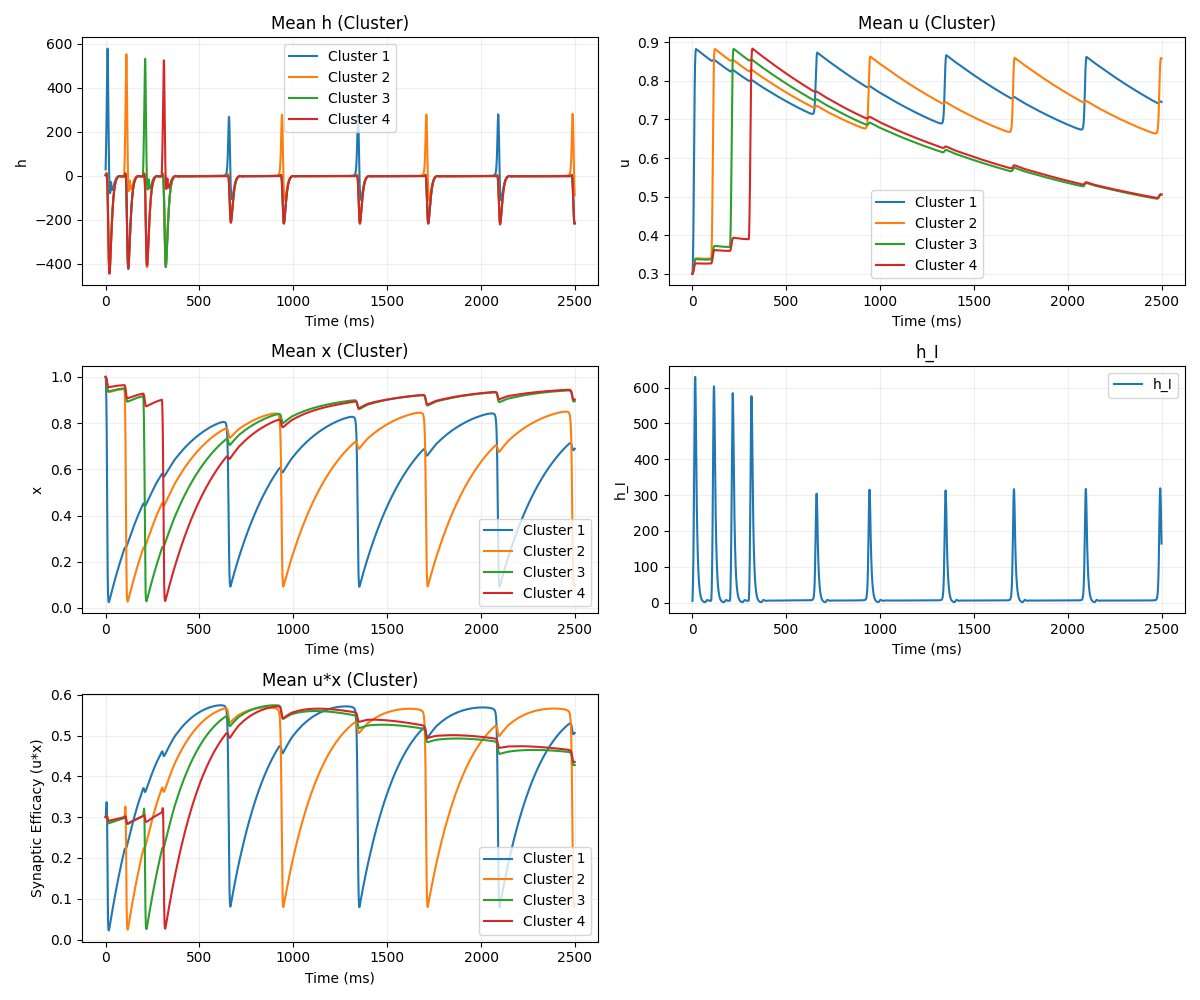 Mean h (Cluster)
600
400
200
0
−200
−400
h
0 500 1000 1500 2000 2500
Time (ms)
Cluster 1
Cluster 2
Cluster 3
Cluster 4
Mean u (Cluster)
0.9
0.8
0.7
0.6
0.5
0.4
0.3
u
0 500 1000 1500 2000 2500
Time (ms)
Cluster 1
Cluster 2
Cluster 3
Cluster 4
Mean x (Cluster)
1.0
0.8
0.6
0.4
0.2
0.0
x
0 500 1000 1500 2000 2500
Time (ms)
Cluster 1
Cluster 2
Cluster 3
Cluster 4
h_I
600
500
400
300
200
100
0
h_I
0 500 1000 1500 2000 2500
Time (ms)
h_I
Mean u*x (Cluster)
0.6
0.5
0.4
0.3
0.2
0.1
0.0
Synaptic Efficacy (u*x)
0 500 1000 1500 2000 2500
Time (ms)
Cluster 1
Cluster 2
Cluster 3
Cluster 4